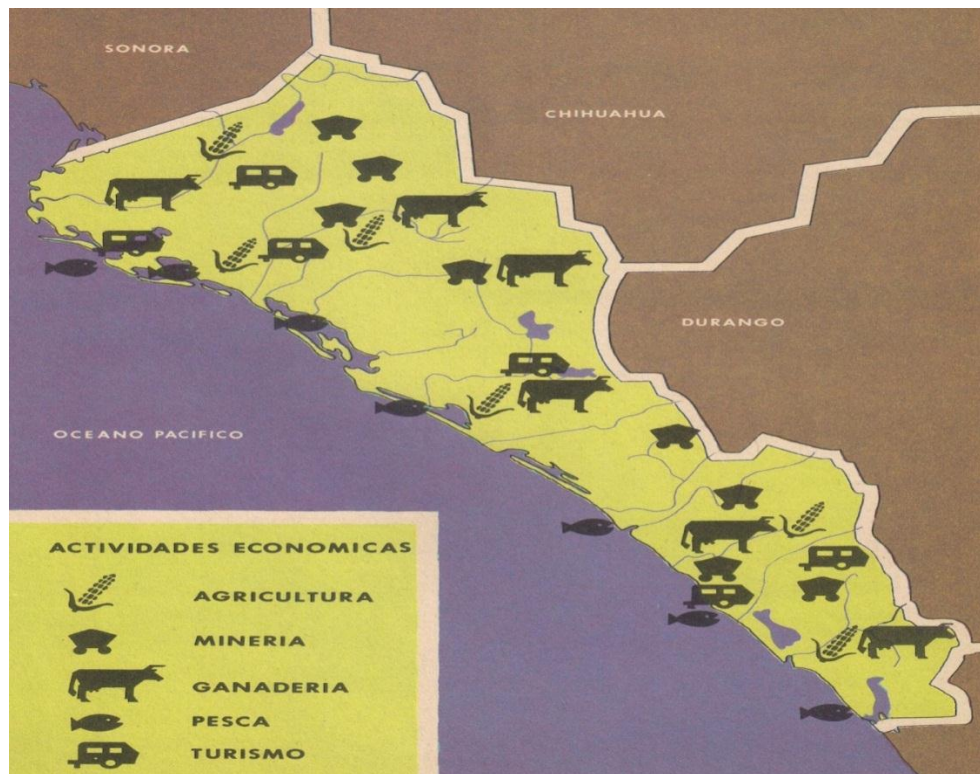 SONORA
CHIHUAHUA
DURANGO
OCEANO PACIFICO
ACTIVIDADES ECONOMICAS
AGRICULTURA
MINERIA
GANADERIA
PESCA
TURISMO